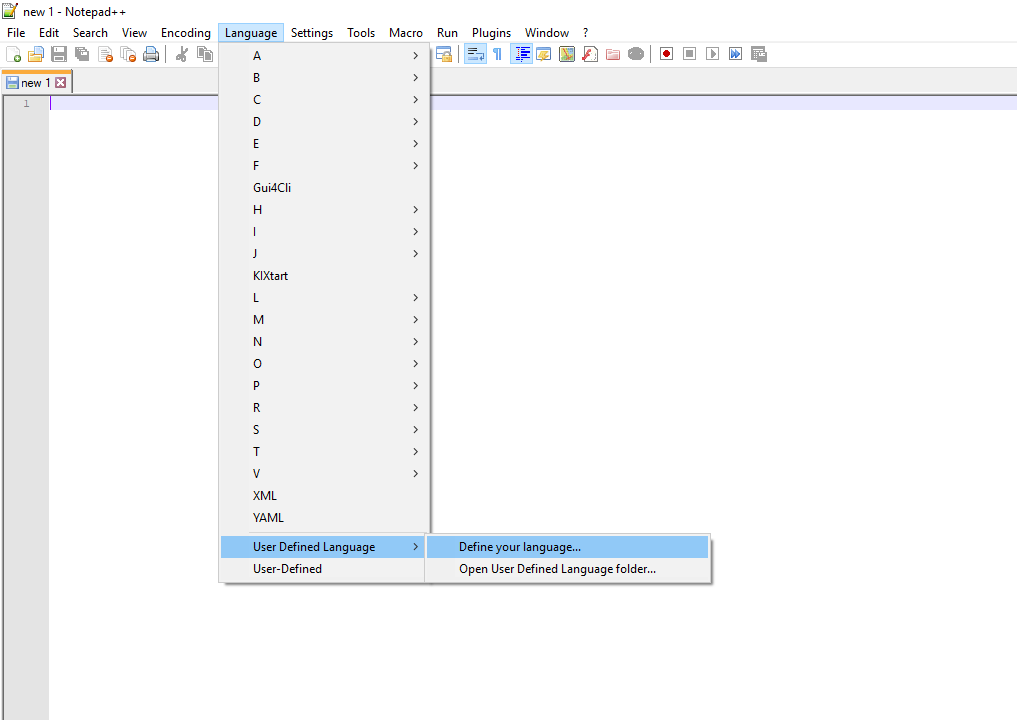 new 1 - Notepad++
File Edit Search View Encoding Language Settings Tools Macro Run Plugins Window ?
new 1
1
A
B
C
D
E
F
Gui4Cli
H
I
J
KIXtart
L
M
N
O
P
R
S
T
V
XML
YAML
User Defined Language
Define your language...
User-Defined
Open User Defined Language folder...